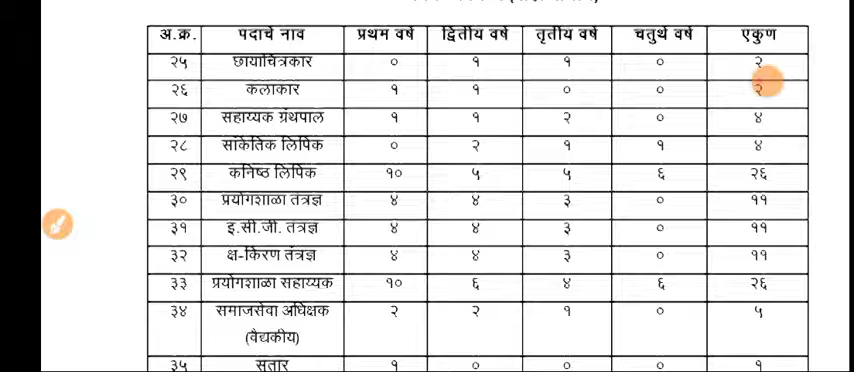 अ.क्र. पदाचे नाव प्रथम वर्ष द्वितीय वर्ष तृतीय वर्ष चतुर्थ वर्ष एकुण
२५ छायाचित्रकार ० १ १ ० २
२६ कलाकार १ १ ० ० २
२७ सहाय्यक ग्रंथपाल १ १ २ ० ४
२८ सांकेतिक लिपिक ० २ १ १ ४
२९ कनिष्ठ लिपिक १० ५ ५ ६ २६
३० प्रयोगशाळा तंत्रज्ञ ४ ४ ३ ० ११
३१ इ.सी.जी. तंत्रज्ञ ४ ४ ३ ० ११
३२ क्ष-किरण तंत्रज्ञ ४ ४ ३ ० ११
३३ प्रयोगशाळा सहाय्यक १० ६ ४ ६ २६
३४ समाजसेवा अधिक्षक २ २ १ ० ५
(वैद्यकीय)
३५ सुतार १ ० ० ० १